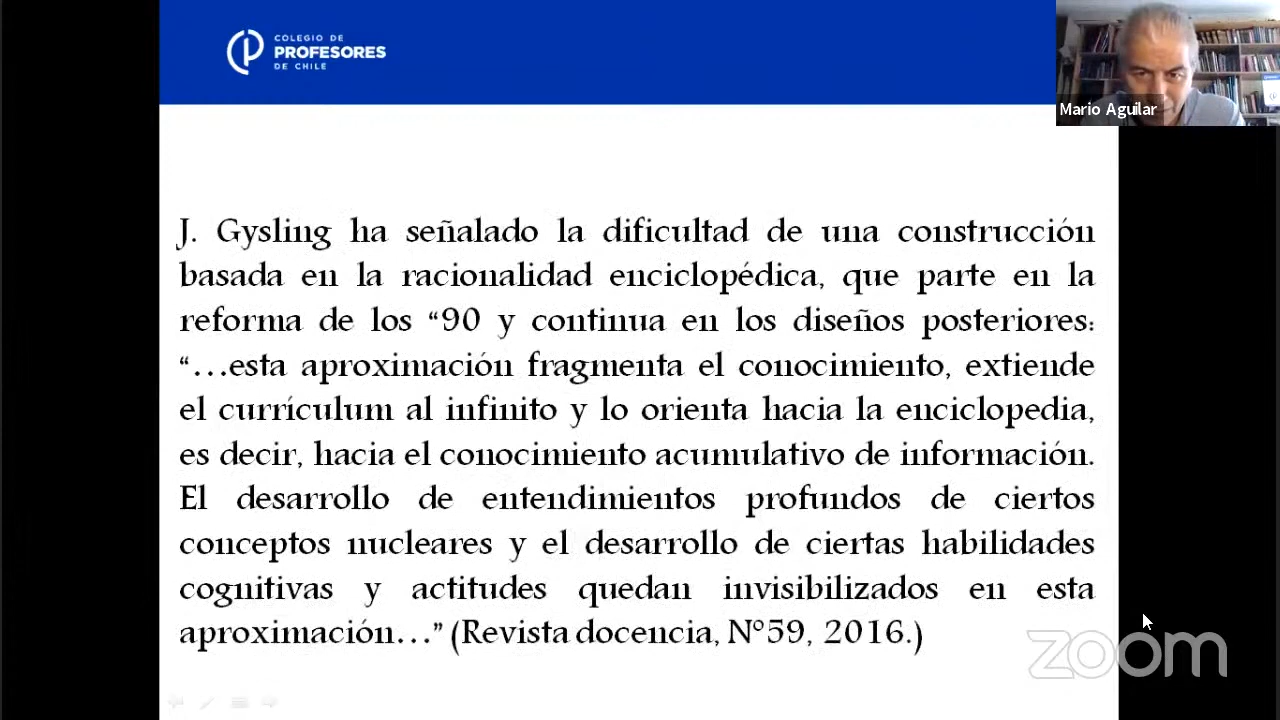 COLEGIO DE
PROFESORES
DE CHILE
Mario Aguilar
J. Gysling ha señalado la dificultad de una construcción
basada en la racionalidad enciclopédica, que parte en la
reforma de los “90 y continua en los diseños posteriores:
“…esta aproximación fragmenta el conocimiento, extiende
el currículum al infinito y lo orienta hacia la enciclopedia,
es decir, hacia el conocimiento acumulativo de información.
El desarrollo de entendimientos profundos de ciertos
conceptos nucleares y el desarrollo de ciertas habilidades
cognitivas y actitudes quedan invisibilizados en esta
aproximación…” (Revista docencia, N°59, 2016.)
zoom